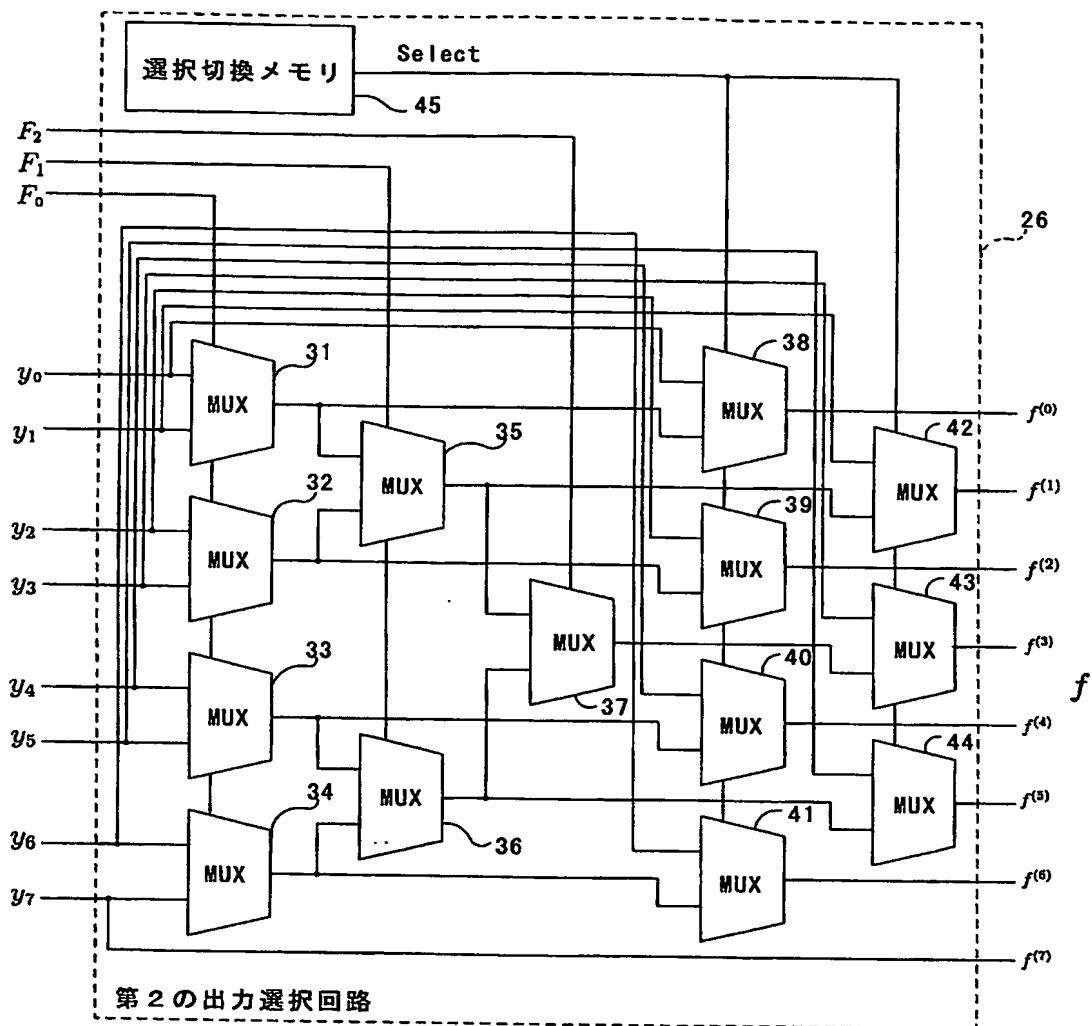 選択切換メモリ
Select
45
F₂
F₁
F₀
26
y₀
MUX
31
MUX
38
f⁽⁰⁾
y₁
MUX
35
MUX
42
f⁽¹⁾
y₂
MUX
32
MUX
39
f⁽²⁾
y₃
MUX
37
MUX
43
f⁽³⁾
y₄
MUX
33
MUX
40
f
f⁽⁴⁾
y₅
MUX
36
MUX
44
f⁽⁵⁾
y₆
MUX
34
MUX
41
f⁽⁶⁾
y₇
f⁽⁷⁾
第2の出力選択回路